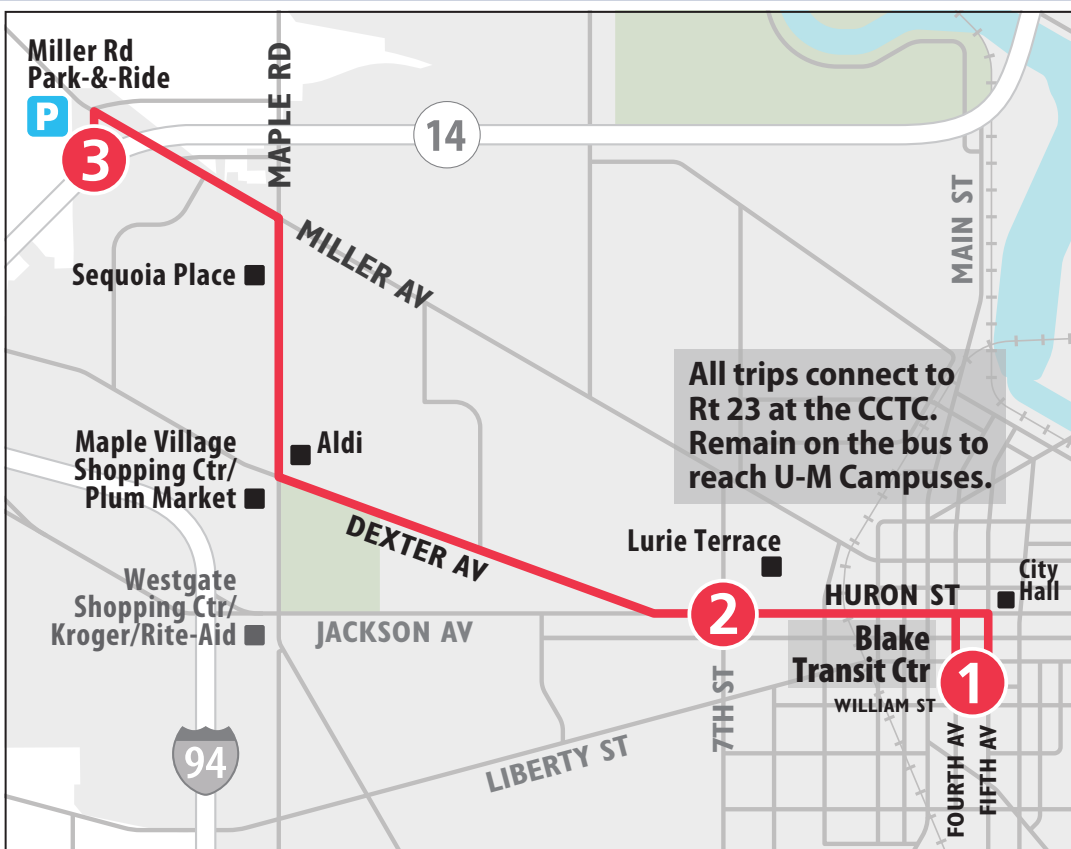 Miller Rd
Park-&-Ride
P
3
MAPLE RD
14
MILLER AV
MAIN ST
Sequoia Place
All trips connect to
Rt 23 at the CCTC.
Remain on the bus to
reach U-M Campuses.
Maple Village
Shopping Ctr/
Plum Market
Aldi
DEXTER AV
Lurie Terrace
Westgate
Shopping Ctr/
Kroger/Rite-Aid
JACKSON AV
2
HURON ST
City
Hall
Blake
Transit Ctr
1
WILLIAM ST
7TH ST
LIBERTY ST
94
FOURTH AV
FIFTH AV